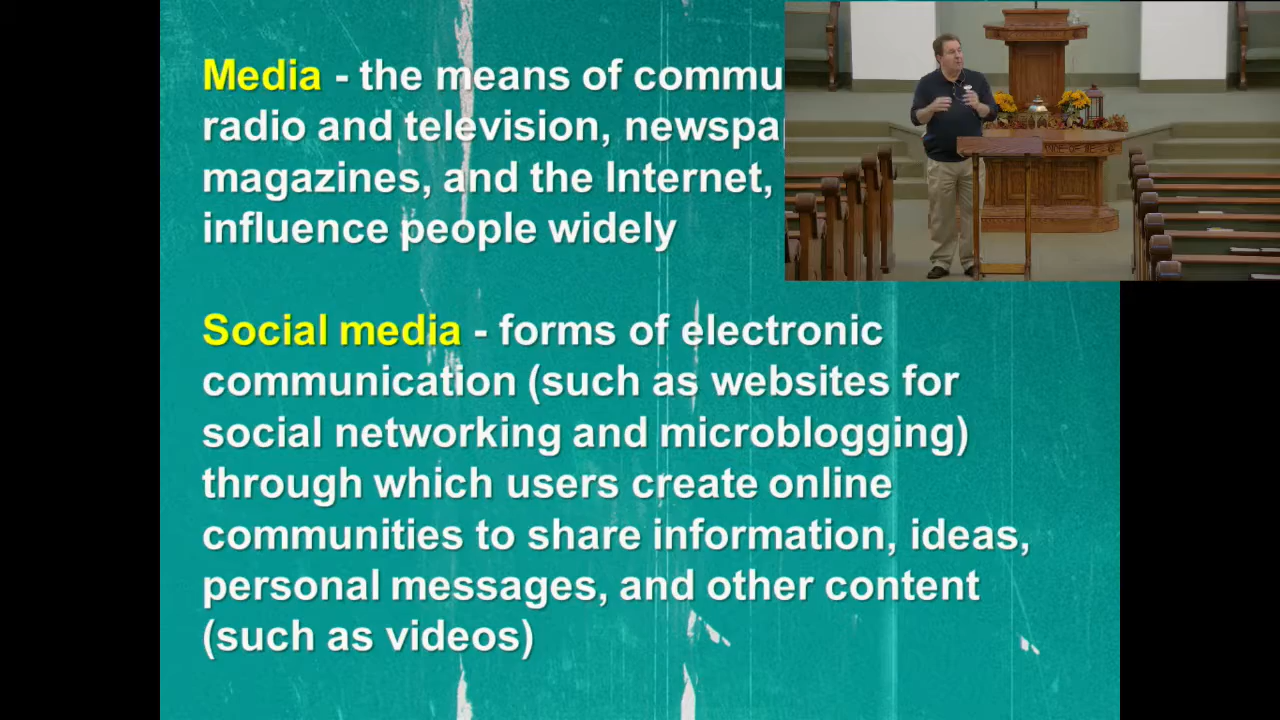 Media - the means of commu
radio and television, newspa
magazines, and the Internet,
influence people widely
Social media - forms of electronic
communication (such as websites for
social networking and microblogging)
through which users create online
communities to share information, ideas,
personal messages, and other content
(such as videos)